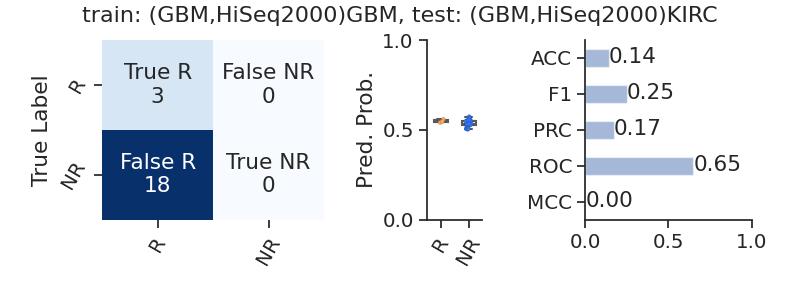 train: (GBM,HiSeq2000)GBM, test: (GBM,HiSeq2000)KIRC
True Label
R
NR
True R
3
False NR
0
False R
18
True NR
0
R
NR
Pred. Prob.
1.0
0.5
0.0
R
NR
ACC
0.14
F1
0.25
PRC
0.17
ROC
0.65
MCC
0.00
0.0
0.5
1.0